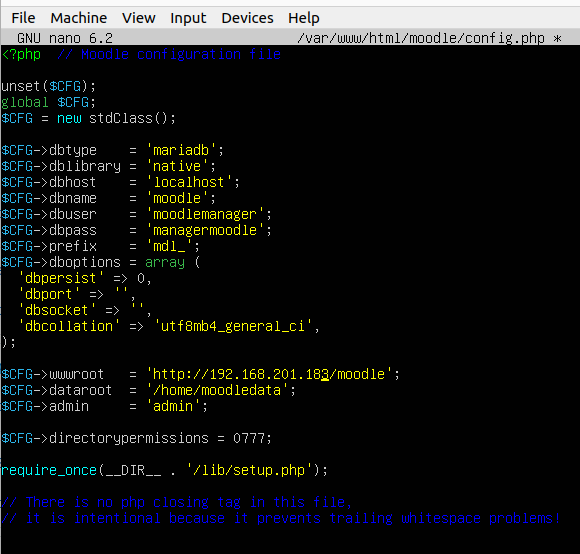 File Machine View Input Devices Help
GNU nano 6.2 /var/www/html/moodle/config.php *
<?php // Moodle configuration file
unset($CFG);
global $CFG;
$CFG = new stdClass();
$CFG->dbtype = 'mariadb';
$CFG->dblibrary = 'native';
$CFG->dbhost = 'localhost';
$CFG->dbname = 'moodle';
$CFG->dbuser = 'moodlemanager';
$CFG->dbpass = 'managermoodle';
$CFG->prefix = 'mdl_';
$CFG->dboptions = array (
'dbpersist' => 0,
'dbport' => '',
'dbsocket' => '',
'dbcollation' => 'utf8mb4_general_ci',
);
$CFG->wwwroot = 'http://192.168.201.183/moodle';
$CFG->dataroot = '/home/moodledata';
$CFG->admin = 'admin';
$CFG->directorypermissions = 0777;
require_once(__DIR__ . '/lib/setup.php');
// There is no php closing tag in this file,
// it is intentional because it prevents trailing whitespace problems!